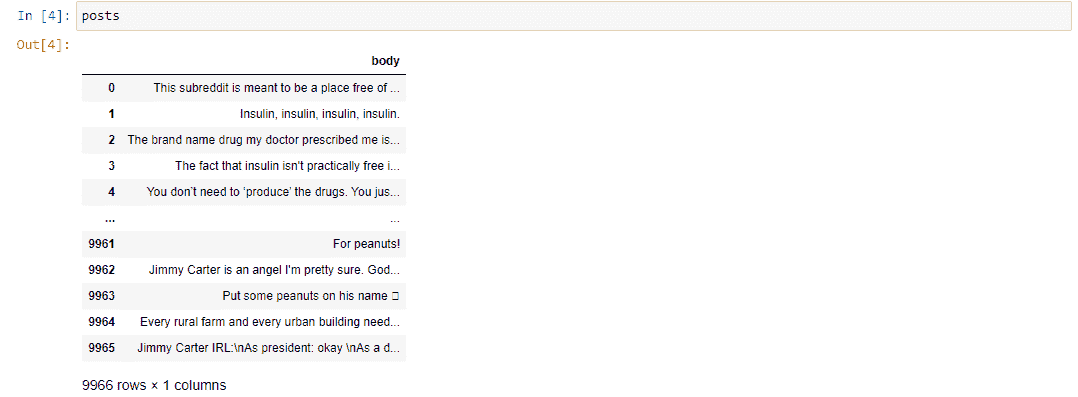 In [4]: posts
Out[4]:
body
0 This subreddit is meant to be a place free of ...
1 Insulin, insulin, insulin, insulin.
2 The brand name drug my doctor prescribed me is...
3 The fact that insulin isn't practically free i...
4 You don’t need to ‘produce’ the drugs. You jus...
... ...
9961 For peanuts!
9962 Jimmy Carter is an angel I'm pretty sure. God...
9963 Put some peanuts on his name
9964 Every rural farm and every urban building need...
9965 Jimmy Carter IRL:\nAs president: okay \nAs a d...
9966 rows × 1 columns